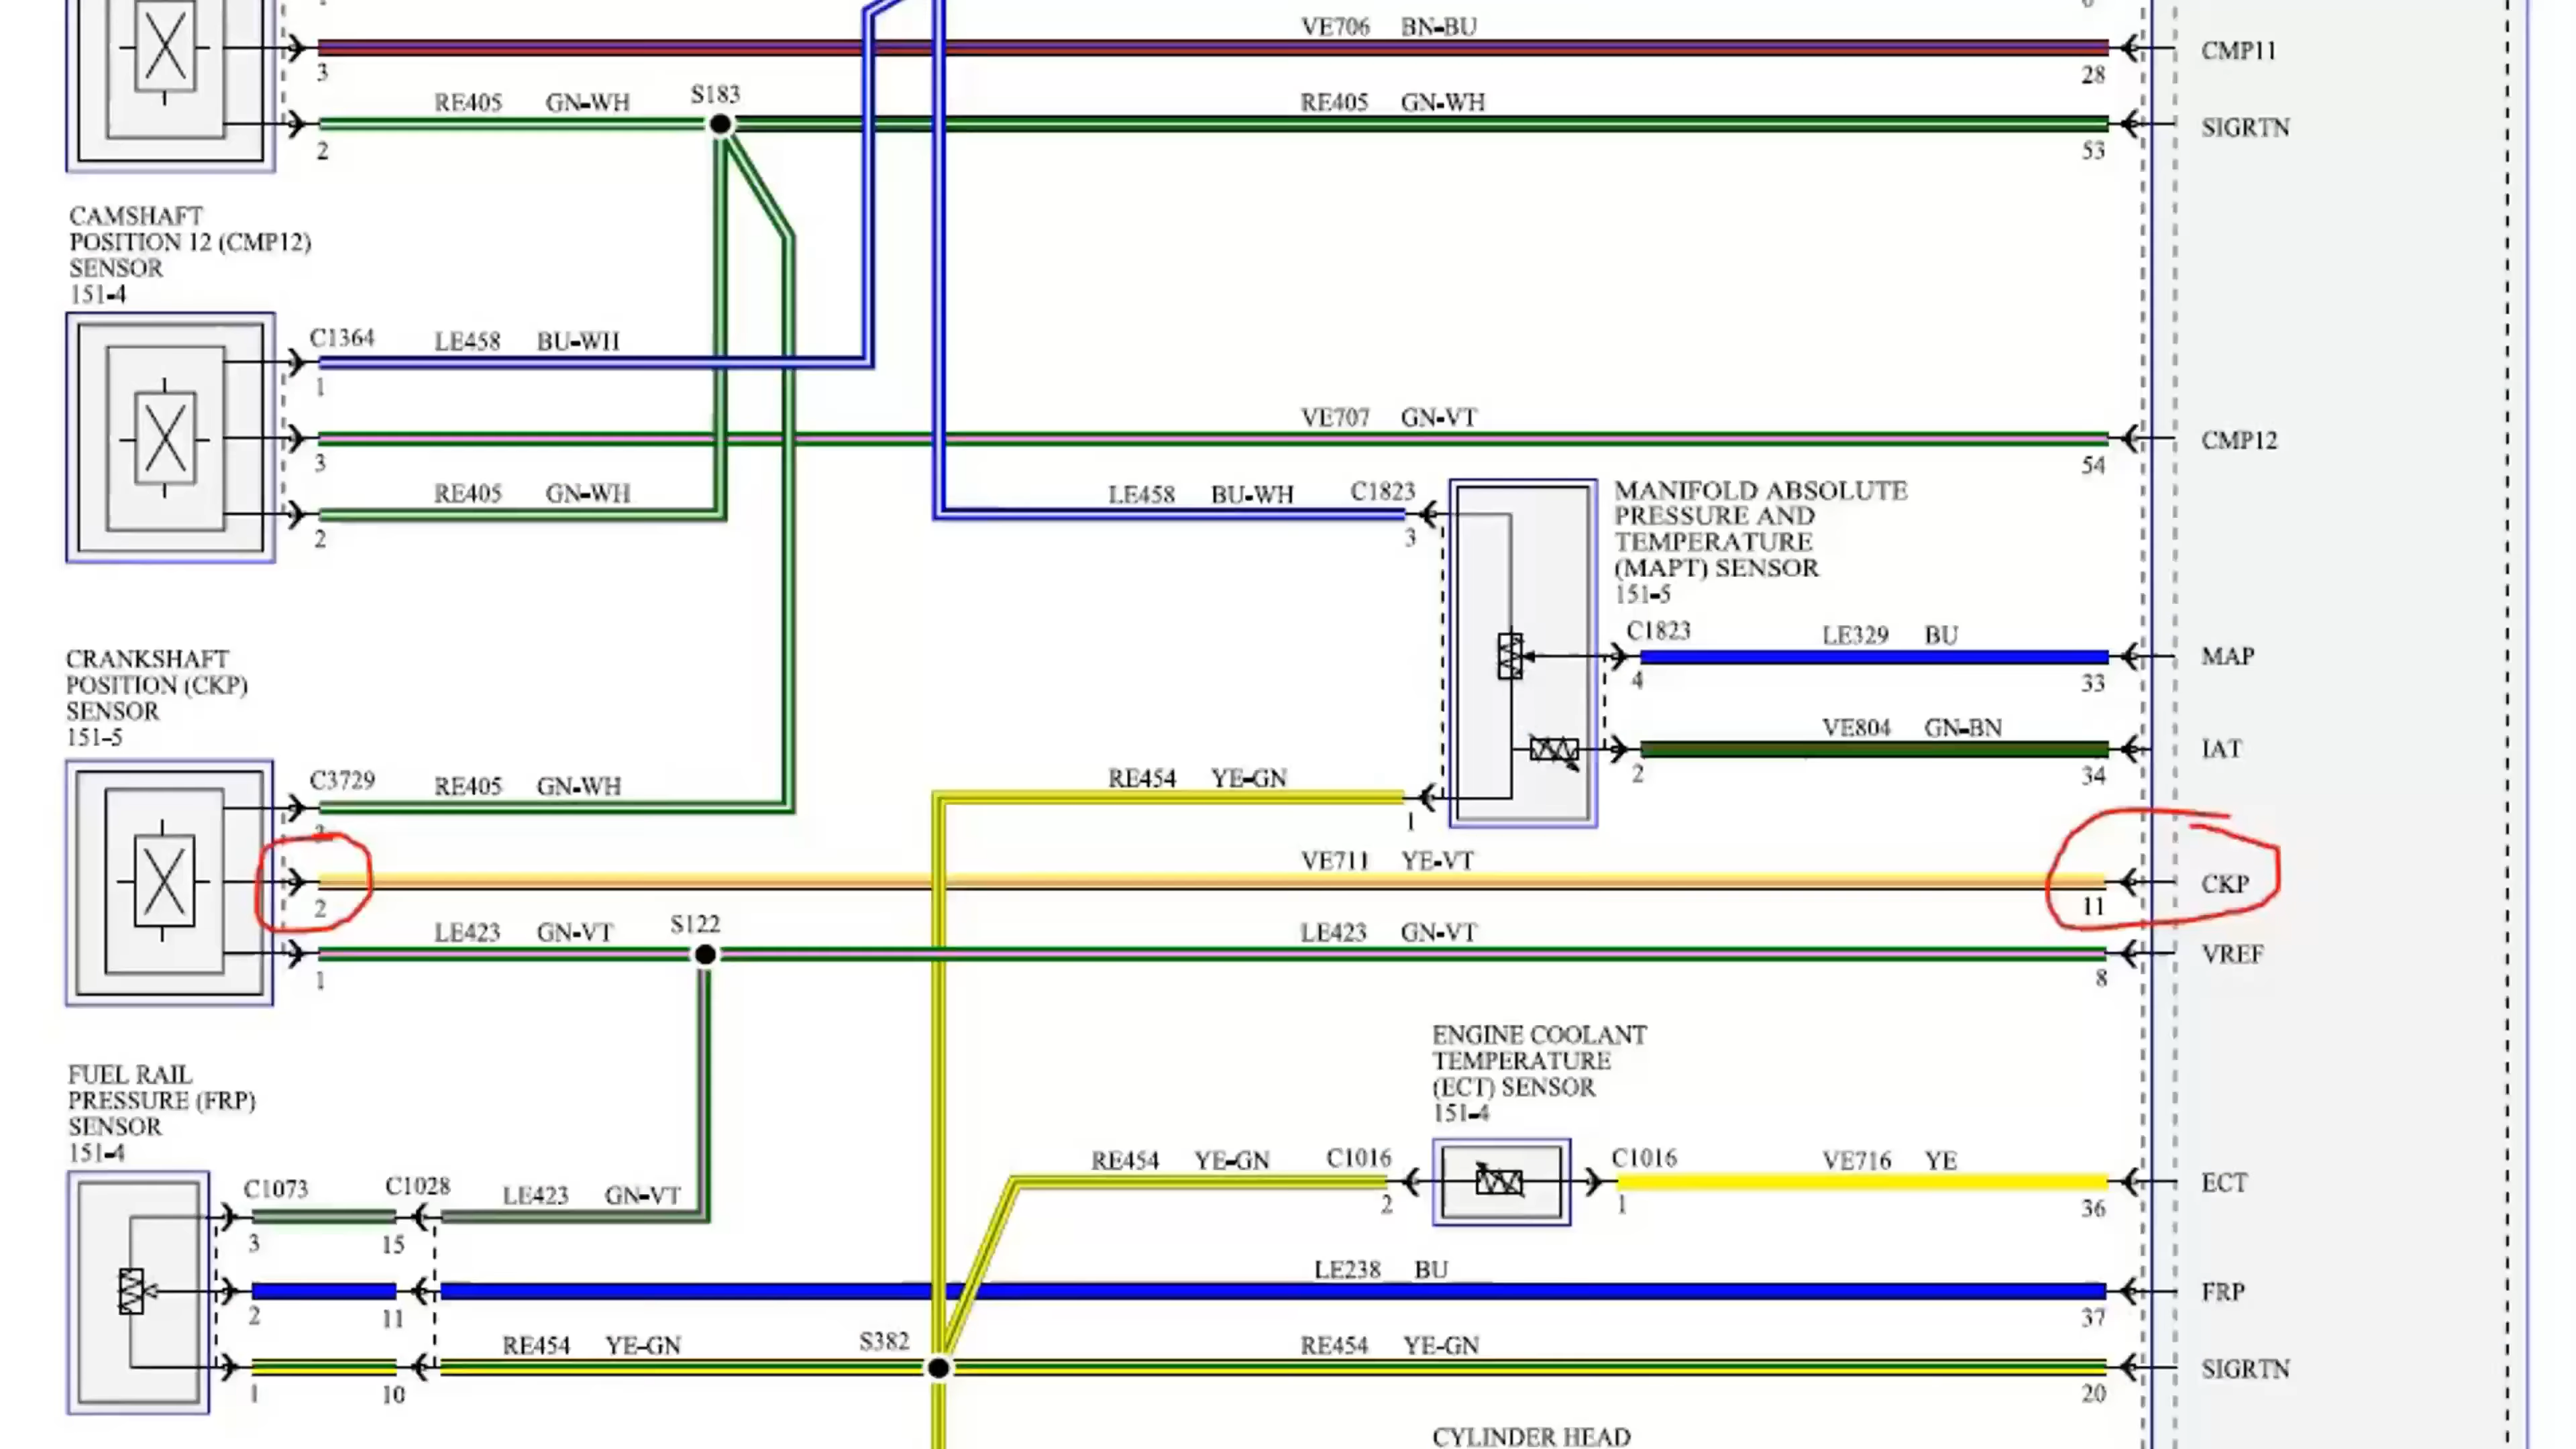 VE706 BN-BU
3
28
CMP11
RE405 GN-WH S183 RE405 GN-WH
2
53
SIGRTN
CAMSHAFT
POSITION 12 (CMP12)
SENSOR
151-4
C1364 LE458 BU-WH
1
VE707 GN-VT
3
54
CMP12
RE405 GN-WH
2
LE458 BU-WH C1823
3
MANIFOLD ABSOLUTE
PRESSURE AND
TEMPERATURE
(MAPT) SENSOR
151-5
C1823 LE329 BU
4
33
MAP
VE804 GN-BN
2
34
IAT
CRANKSHAFT
POSITION (CKP)
SENSOR
151-5
C3729 RE405 GN-WH
RE454 YE-GN
1
VE711 YE-VT
2
11
CKP
LE423 GN-VT S122 LE423 GN-VT
1
8
VREF
FUEL RAIL
PRESSURE (FRP)
SENSOR
151-4
ENGINE COOLANT
TEMPERATURE
(ECT) SENSOR
151-4
RE454 YE-GN C1016
2
C1016 VE716 YE
1
36
ECT
C1073 C1028 LE423 GN-VT
3 15
LE238 BU
2 11
37
FRP
RE454 YE-GN S382 RE454 YE-GN
1 10
20
SIGRTN
CYLINDER HEAD